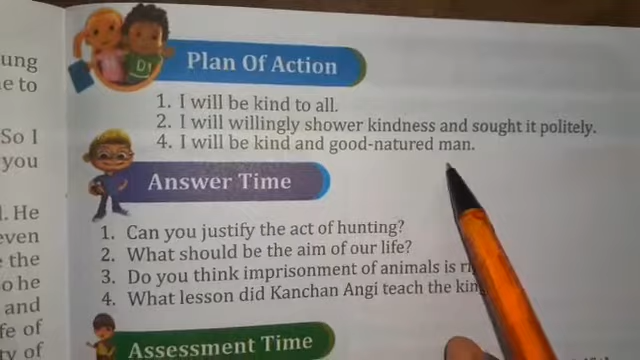 ung
e to
So I
you
. He
even
the
o he
and
fe of
ty of
Plan Of Action
1. I will be kind to all.
2. I will willingly shower kindness and sought it politely.
4. I will be kind and good-natured man.
Answer Time
1. Can you justify the act of hunting?
2. What should be the aim of our life?
3. Do you think imprisonment of animals is
4. What lesson did Kanchan Angi teach the
Assessment Time